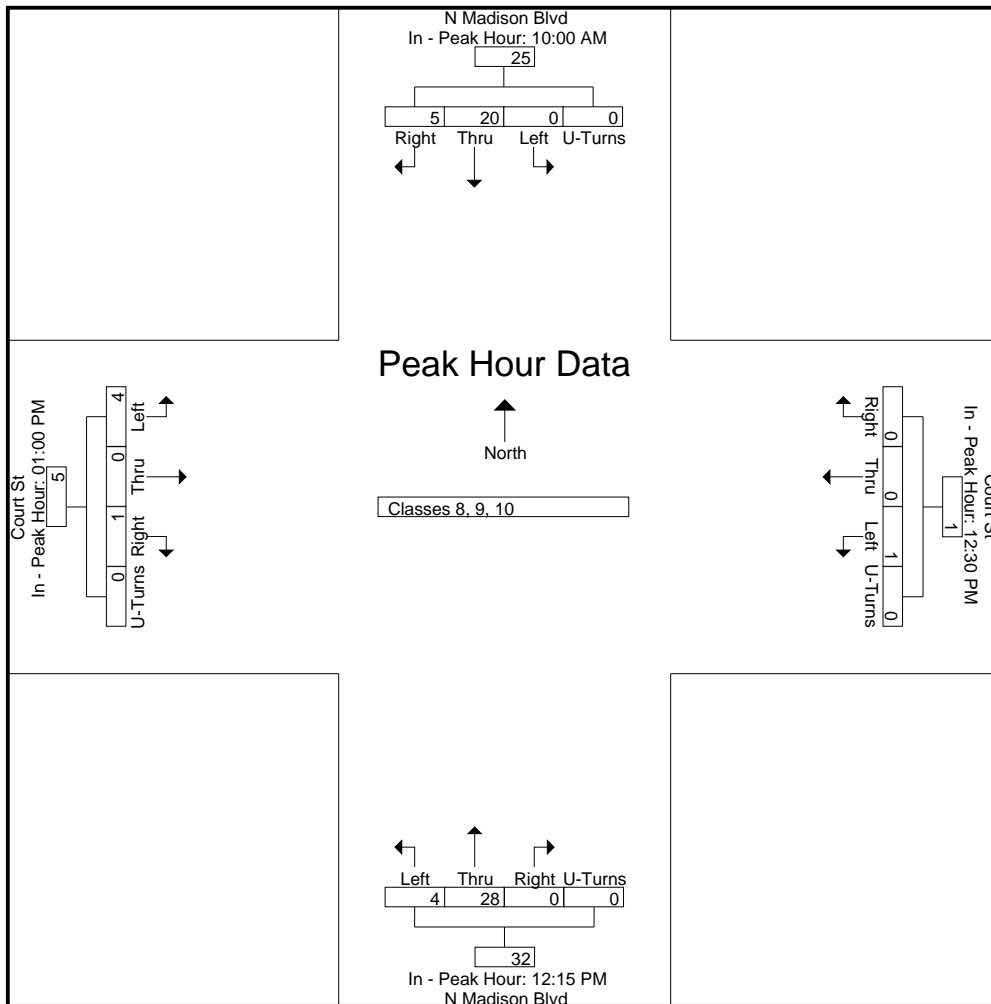 N Madison Blvd
In - Peak Hour: 10:00 AM
25
5 20 0 0
Right Thru Left U-Turns
Peak Hour Data
North
Classes 8, 9, 10
Court St
In - Peak Hour: 01:00 PM
5
4 0 1 0
Left Thru Right U-Turns
Court St
In - Peak Hour: 12:30 PM
1
0 0 1 0
Right Thru Left U-Turns
Left Thru Right U-Turns
4 28 0 0
32
In - Peak Hour: 12:15 PM
N Madison Blvd